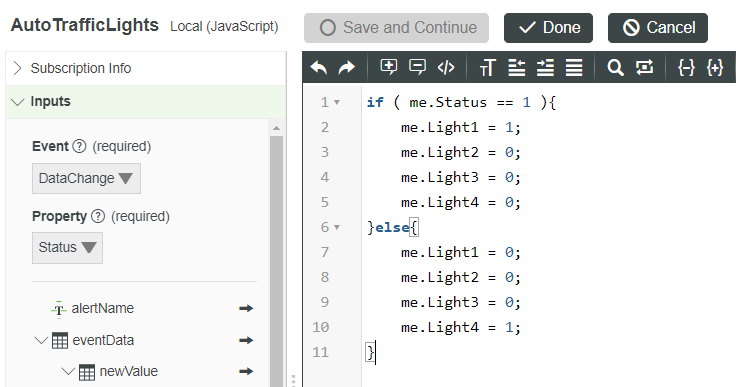 AutoTrafficLights Local (JavaScript) Save and Continue Done Cancel
Subscription Info
Inputs
Event ? (required)
DataChange
Property ? (required)
Status
alertName
eventData
newValue
1 if ( me.Status == 1 ){
2 me.Light1 = 1;
3 me.Light2 = 0;
4 me.Light3 = 0;
5 me.Light4 = 0;
6 }else{
7 me.Light1 = 0;
8 me.Light2 = 0;
9 me.Light3 = 0;
10 me.Light4 = 1;
11 }